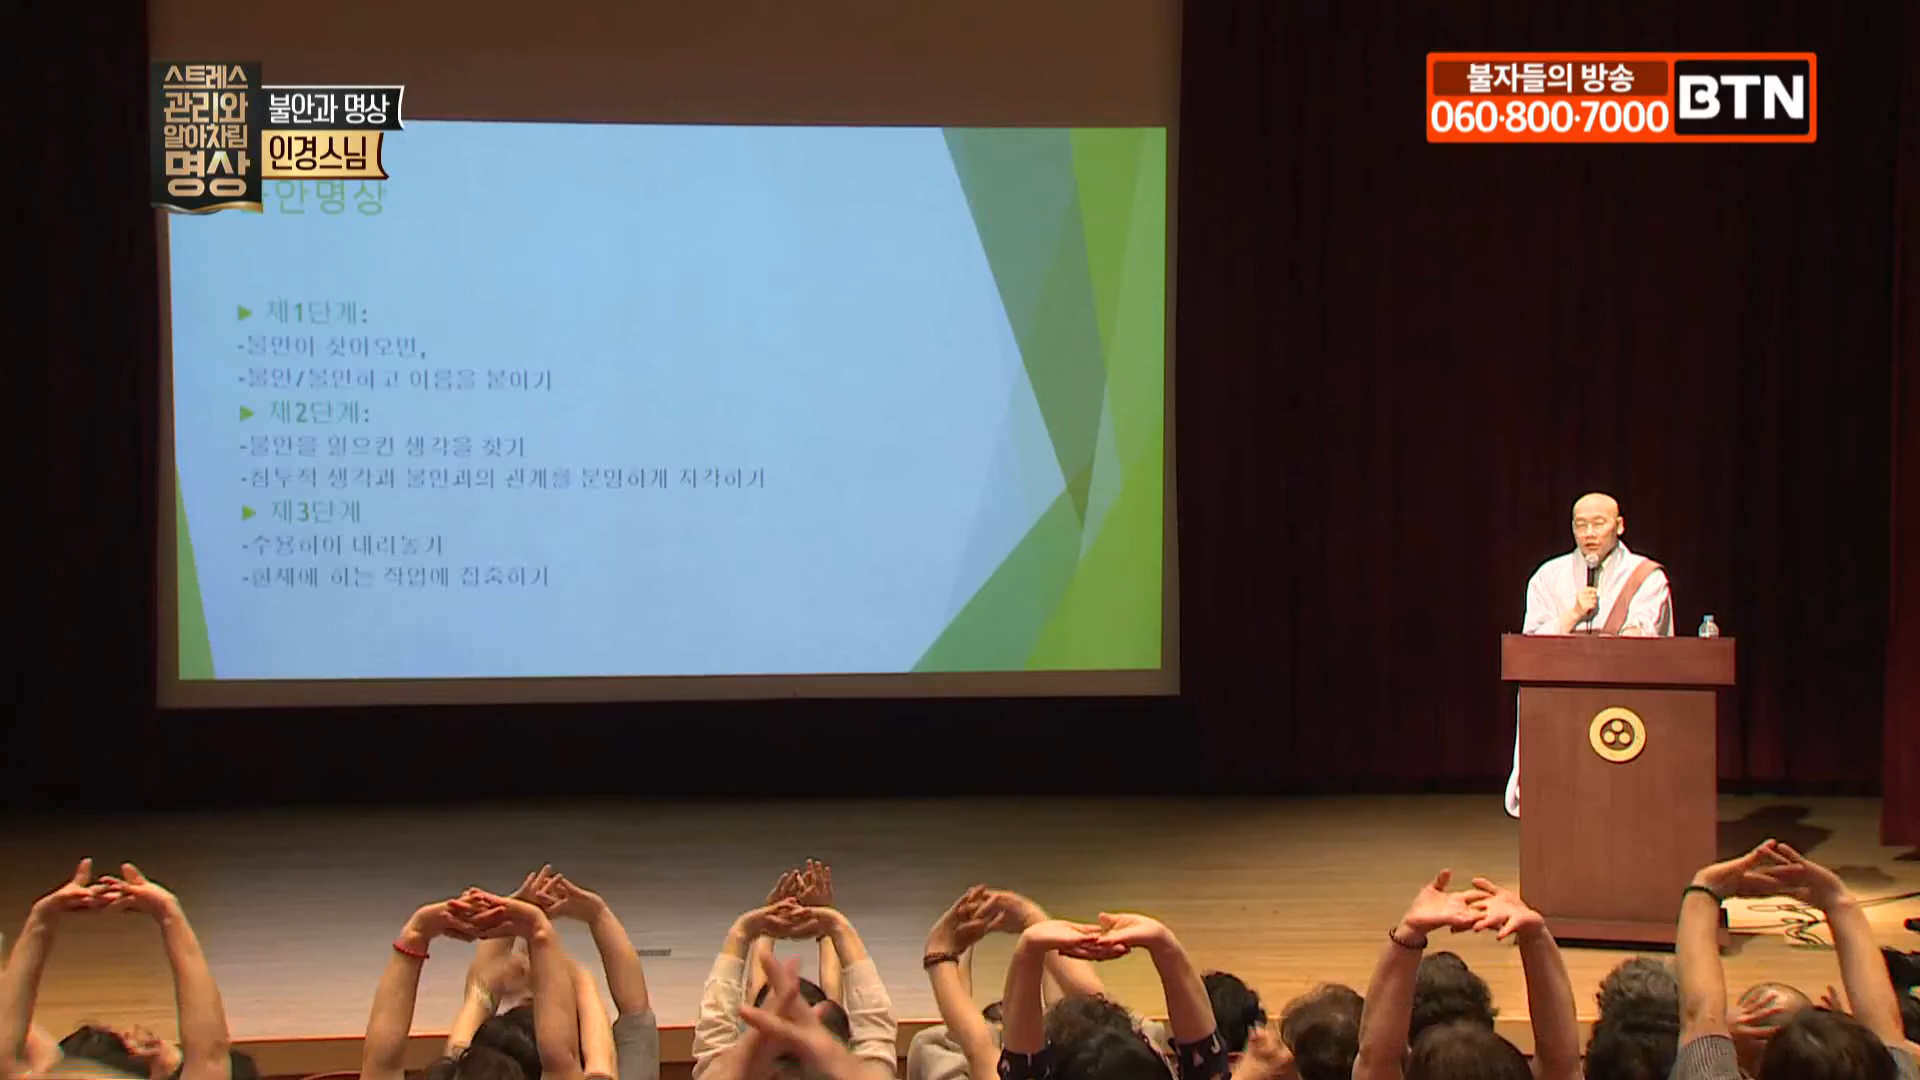 스트레스
관리와
알아차림
명상
불안과 명상
인경스님
불자들의 방송
060·800·7000
BTN
안명상
▶ 제1단계:
-불안이 찾아오면,
-불안/불안하고 이름을 붙이기
▶ 제2단계:
-불안을 일으킨 생각을 찾기
-침투적 생각과 불안과의 관계를 분명하게 자각하기
▶ 제3단계
-수용하여 내려놓기
-현재에 하는 작업에 집중하기